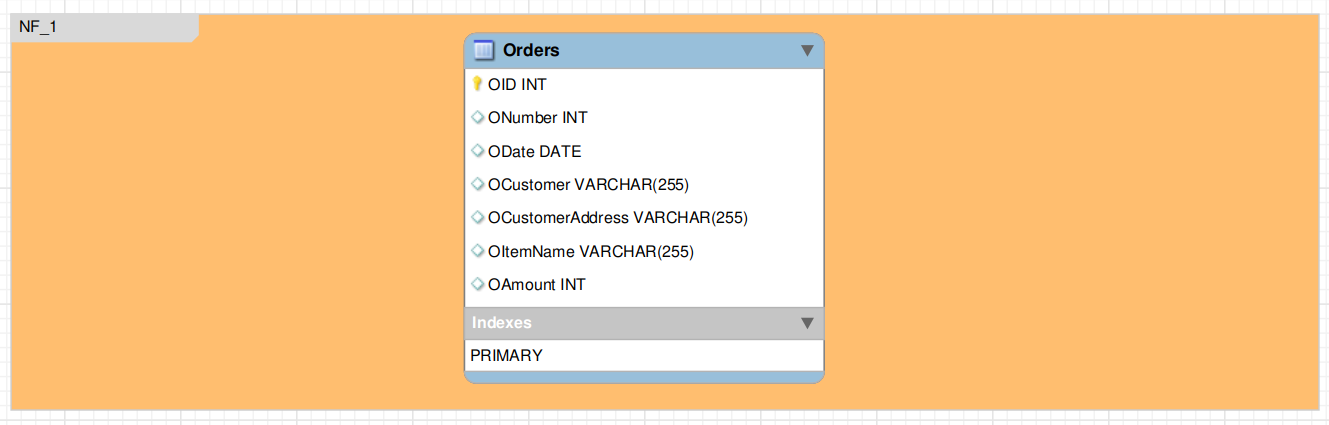 NF_1
Orders
OID INT
ONumber INT
ODate DATE
OCustomer VARCHAR(255)
OCustomerAddress VARCHAR(255)
OItemName VARCHAR(255)
OAmount INT
Indexes
PRIMARY